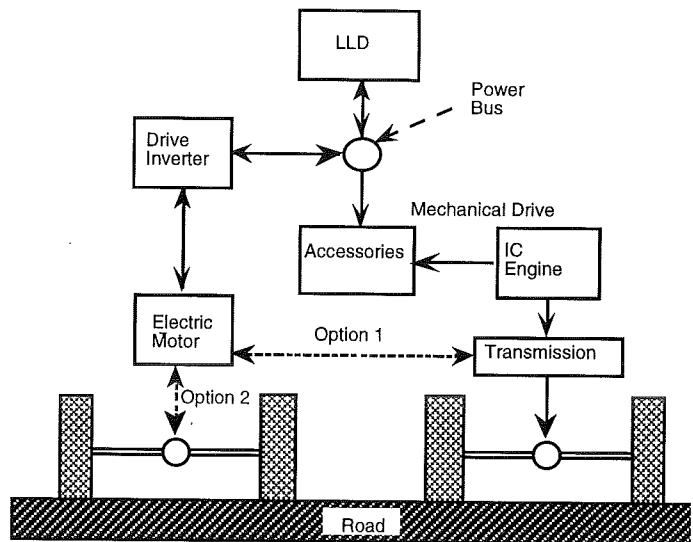 LLD
Power
Bus
Drive
Inverter
Mechanical Drive
Accessories
IC
Engine
Electric
Motor
Option 1
Transmission
Option 2
Road